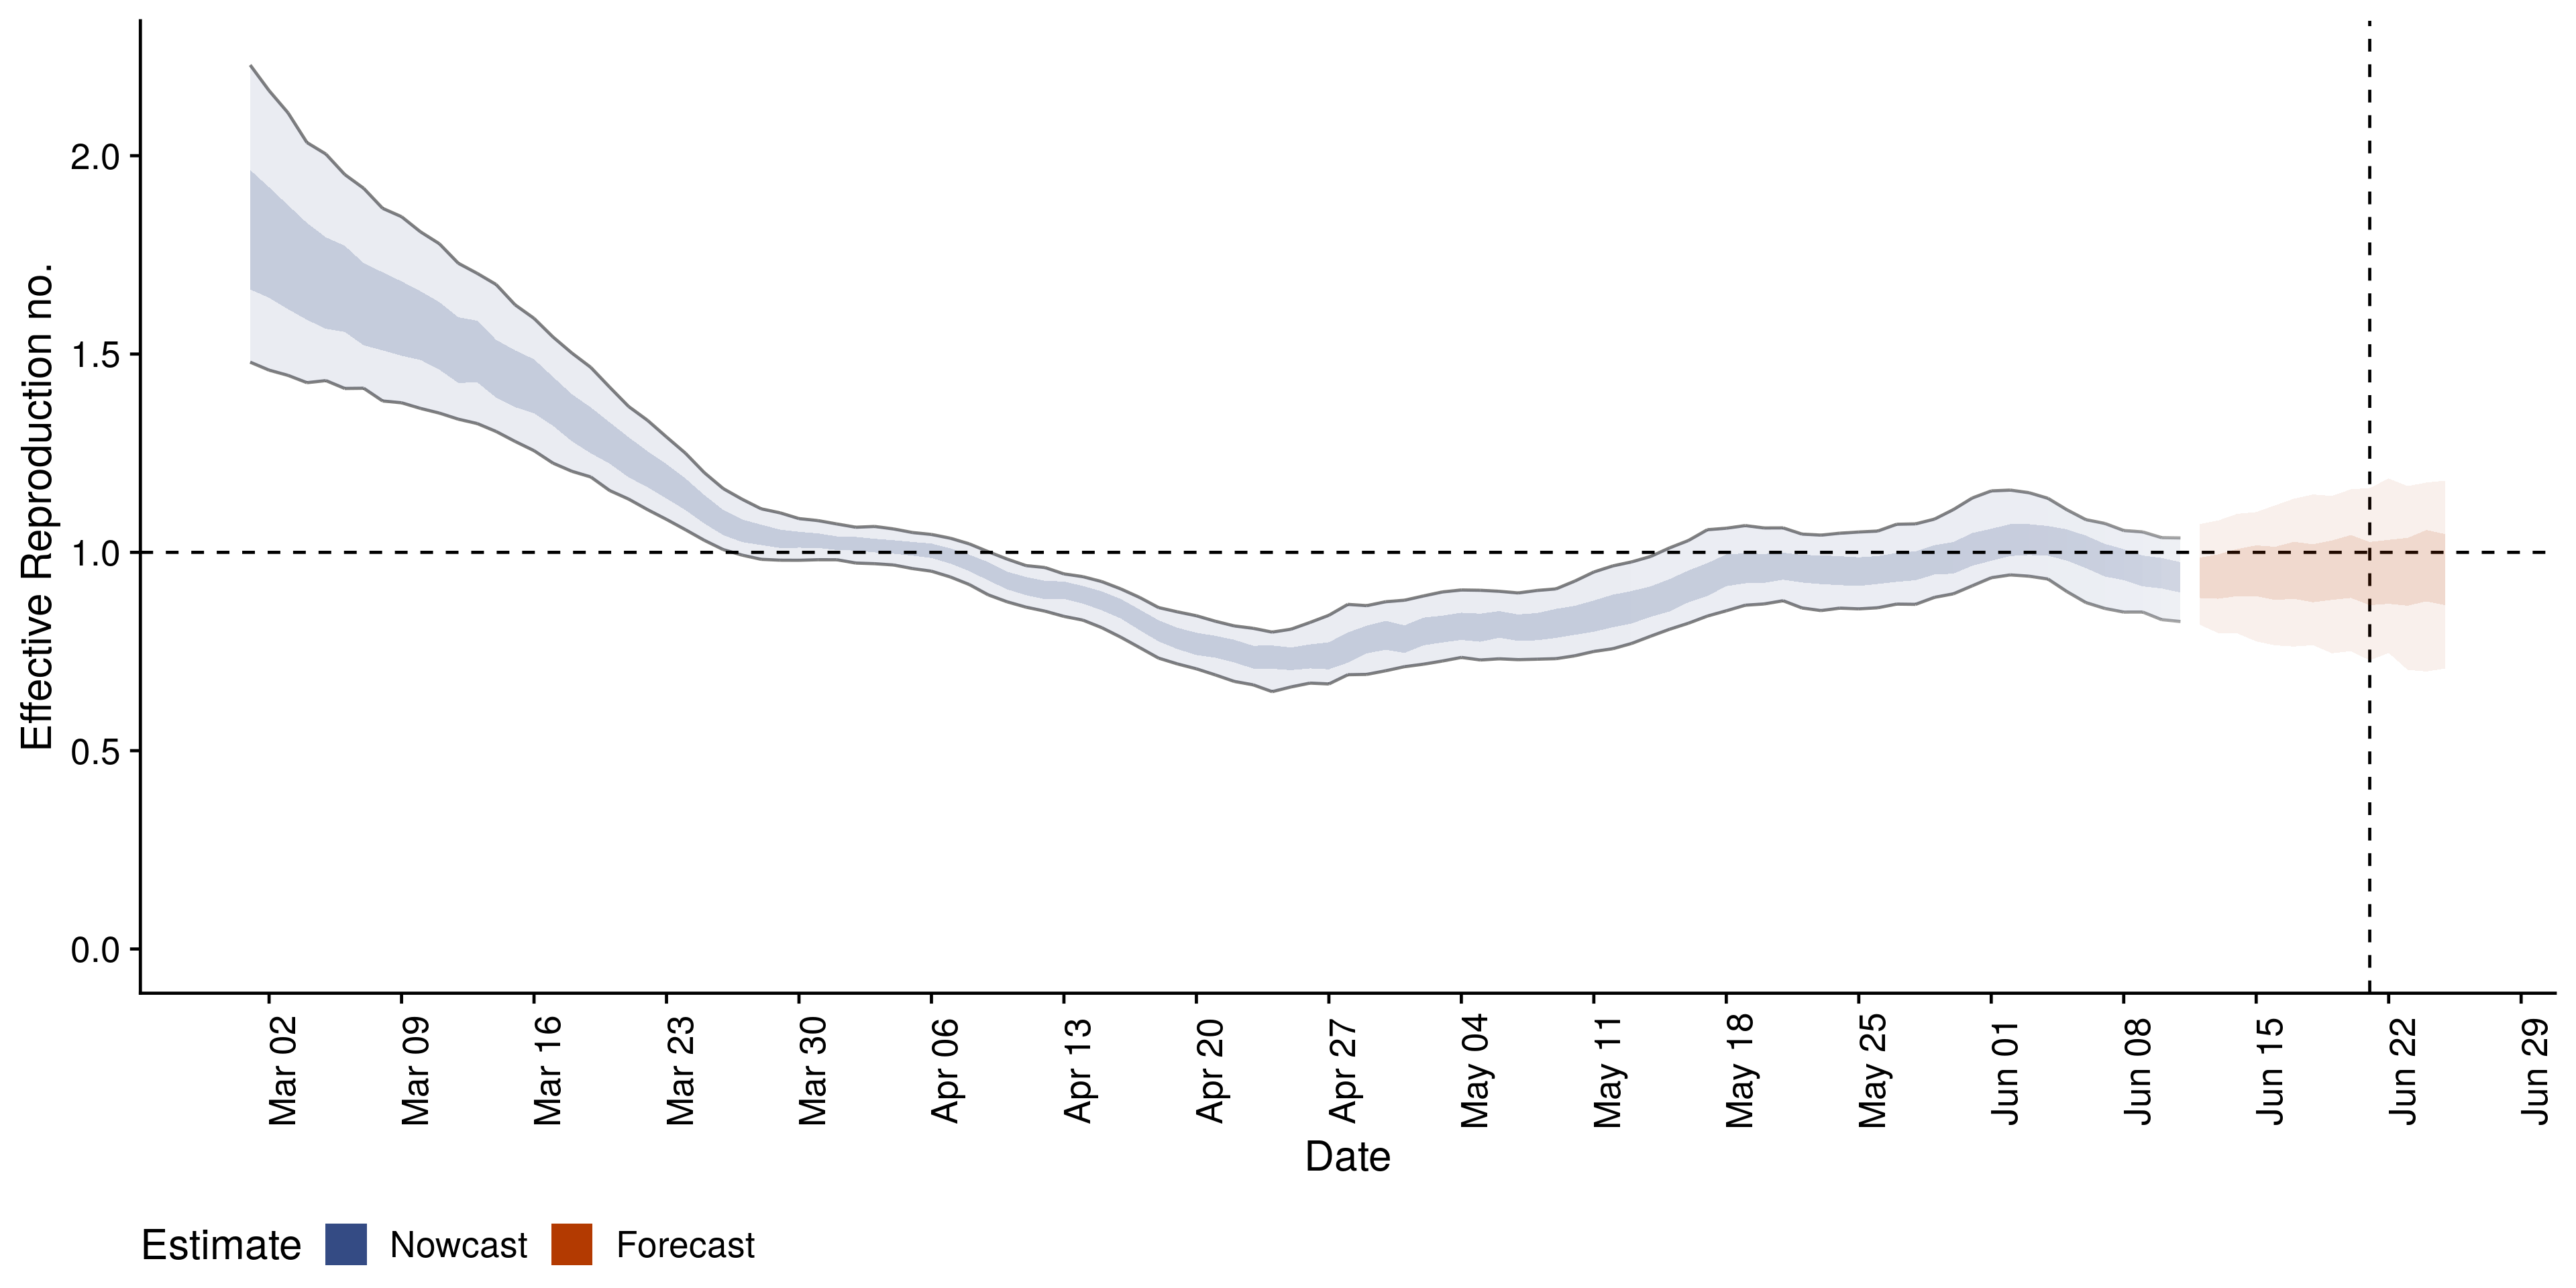 Effective Reproduction no.
2.0
1.5
1.0
0.5
0.0
Mar 02
Mar 09
Mar 16
Mar 23
Mar 30
Apr 06
Apr 13
Apr 20
Apr 27
May 04
May 11
May 18
May 25
Jun 01
Jun 08
Jun 15
Jun 22
Jun 29
Date
Estimate Nowcast Forecast